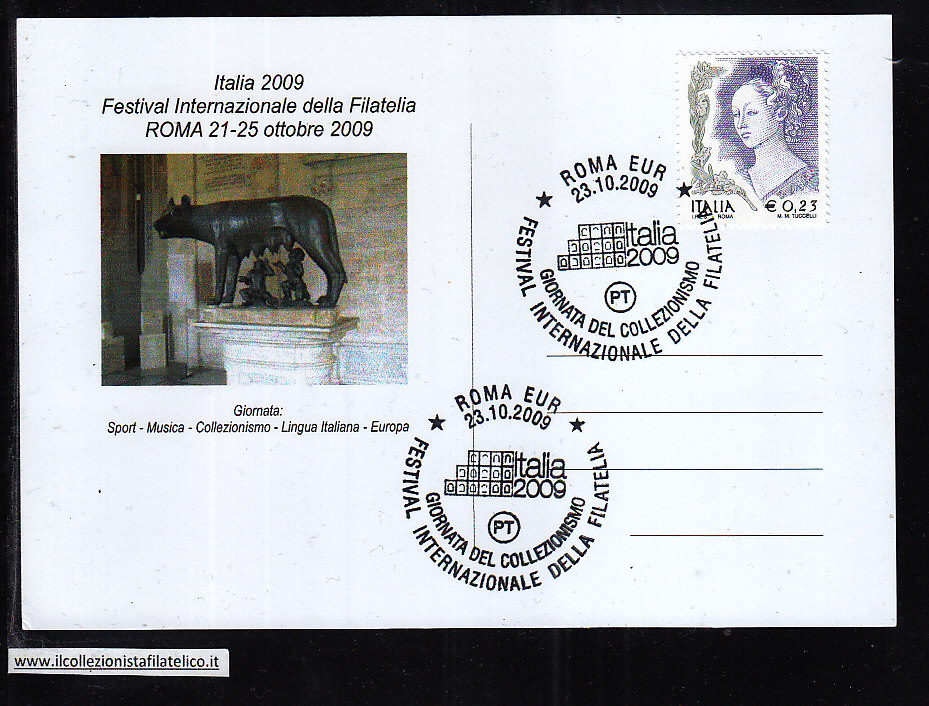 Italia 2009
Festival Internazionale della Filatelia
ROMA 21-25 ottobre 2009
Giornata:
Sport - Musica - Collezionismo - Lingua Italiana - Europa
ITALIA € 0,23
ROMA M. M. TUCCELLI
ROMA EUR
23.10.2009
Italia
2009
PT
GIORNATA DEL COLLEZIONISMO
FESTIVAL INTERNAZIONALE DELLA FILATELIA
ROMA EUR
23.10.2009
Italia
2009
PT
GIORNATA DEL COLLEZIONISMO
FESTIVAL INTERNAZIONALE DELLA FILATELIA
www.ilcollezionistafilatelico.it